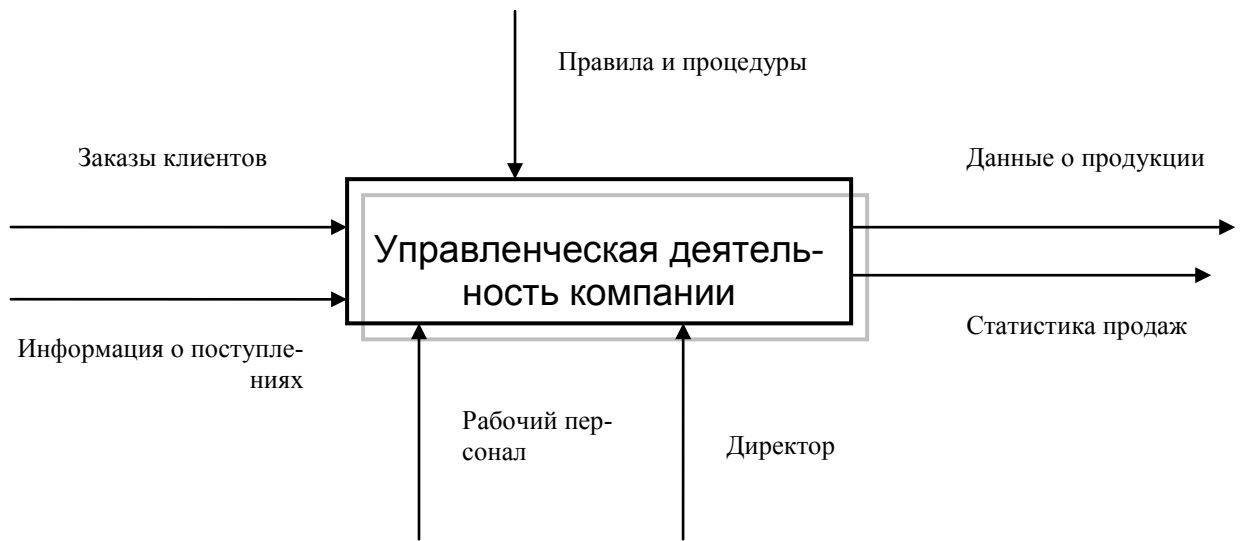 Правила и процедуры
Заказы клиентов
Данные о продукции
Управленческая деятель-
ность компании
Статистика продаж
Информация о поступле-
ниях
Рабочий пер-
сонал
Директор